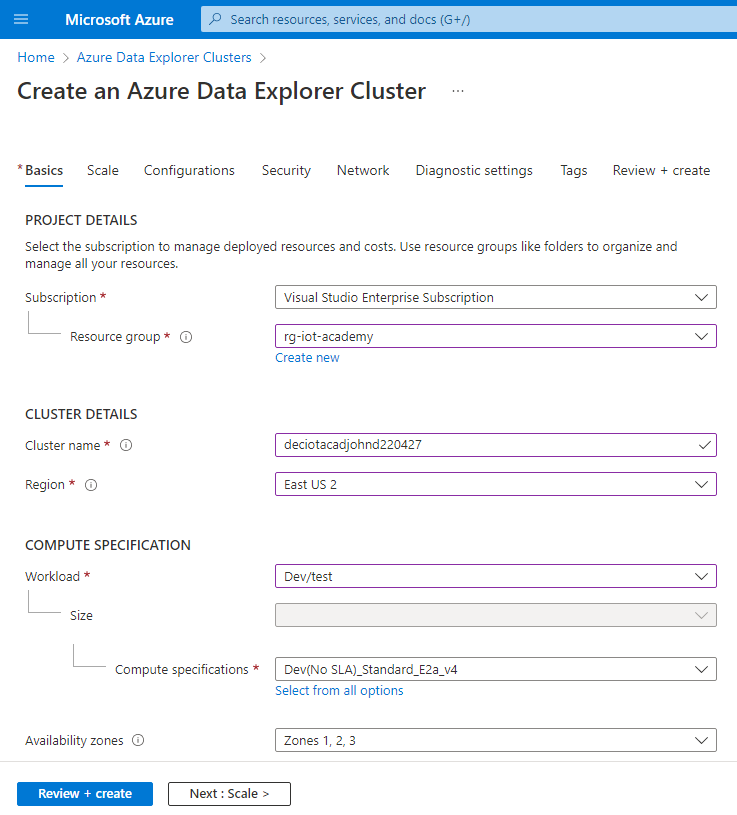 Microsoft Azure
Search resources, services, and docs (G+/)
Home > Azure Data Explorer Clusters >
Create an Azure Data Explorer Cluster ...
* Basics Scale Configurations Security Network Diagnostic settings Tags Review + create
PROJECT DETAILS
Select the subscription to manage deployed resources and costs. Use resource groups like folders to organize and
manage all your resources.
Subscription * Visual Studio Enterprise Subscription
Resource group * rg-iot-academy
Create new
CLUSTER DETAILS
Cluster name * deciotacadjohnd220427
Region * East US 2
COMPUTE SPECIFICATION
Workload * Dev/test
Size
Compute specifications * Dev(No SLA)_Standard_E2a_v4
Select from all options
Availability zones Zones 1, 2, 3
Review + create Next : Scale >